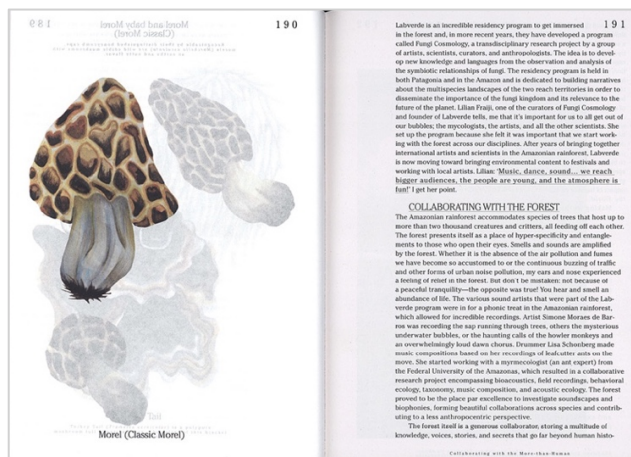 189
Morel and baby Morel
(Classic Morel)
190
Tall
Morel (Classic Morel)
191
Labverde is an incredible residency program to get immersed
in the forest and, in more recent years, they have developed a program
called Fungi Cosmology, a transdisciplinary research project by a group
of artists, scientists, curators, and anthropologists. The idea is to devel-
op new knowledge and languages from the observation and analysis of
the symbiotic relationships of fungi. The residency program is held in
both Patagonia and in the Amazon and is dedicated to building narratives
about the multispecies landscapes of the two reach territories in order to
disseminate the importance of the fungi kingdom and its relevance to the
future of the planet. Lilian Fraiji, one of the curators of Fungi Cosmology
and founder of Labverde tells, me that it's important for us to all get out of
our bubbles; the mycologists, the artists, and all the other scientists. She
set up the program because she felt it was important that we start work-
ing with the forest across our disciplines. After years of bringing together
international artists and scientists in the Amazonian rainforest, Labverde
is now moving toward bringing environmental content to festivals and
working with local artists. Lilian: 'Music, dance, sound... we reach
bigger audiences, the people are young, and the atmosphere is
fun!' I get her point.
COLLABORATING WITH THE FOREST
The Amazonian rainforest accommodates species of trees that host up to
more than two thousand creatures and critters, all feeding off each other.
The forest presents itself as a place of hyper-specificity and entangle-
ments to those who open their eyes. Smells and sounds are amplified
by the forest. Whether it is the absence of the air pollution and fumes
we have become so accustomed to or the continuous buzzing of traffic
and other forms of urban noise pollution, my ears and nose experienced
a feeling of relief in the forest. But don't be mistaken: not because of
a peaceful tranquility—the opposite was true! You hear and smell an
abundance of life. The various sound artists that were part of the Lab-
verde program were in for a phonic treat in the Amazonian rainforest,
which allowed for incredible recordings. Artist Simone Moraes de Bar-
ros was recording the sap running through trees, others the mysterious
underwater bubbles, or the haunting calls of the howler monkeys and
an overwhelmingly loud dawn chorus. Drummer Lisa Schonberg made
music compositions based on her recordings of leafcutter ants on the
move. She started working with a myrmecologist (an ant expert) from
the Federal University of the Amazonas, which resulted in a collaborative
research project encompassing bioacoustics, field recordings, behavioral
ecology, taxonomy, music composition, and acoustic ecology. The forest
proved to be the place par excellence to investigate soundscapes and
biophonies, forming beautiful collaborations across species and contrib-
uting to a less anthropocentric perspective.
The forest itself is a generous collaborator, storing a multitude of
knowledge, voices, stories, and secrets that go far beyond human histo-
Collaborating with the More-than-Human